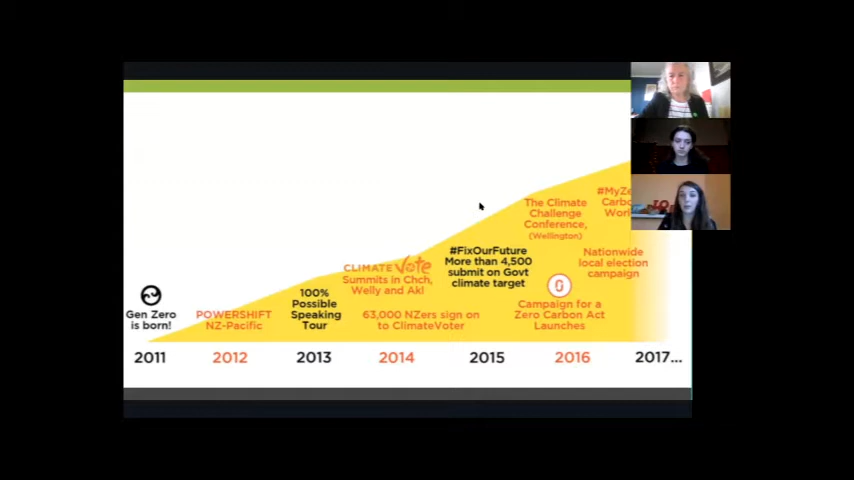 Gen Zero
is born!
POWERSHIFT
NZ-Pacific
100%
Possible
Speaking
Tour
CLIMATE Vote
Summits in Chch,
Welly and Akl
63,000 NZers sign on
to ClimateVoter
#FixOurFuture
More than 4,500
submit on Govt
climate target
The Climate
Challenge
Conference,
(Wellington)
Campaign for a
Zero Carbon Act
Launches
Nationwide
local election
campaign
2011
2012
2013
2014
2015
2016
2017...